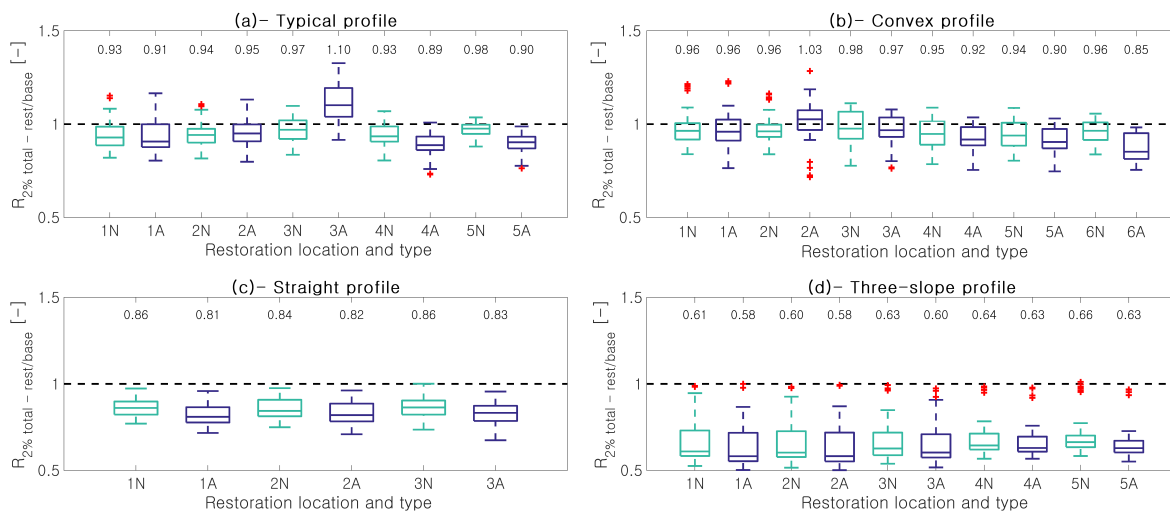 (a)- Typical profile
1.5
1
0.5
R2% total - rest/base [-]
0.93 0.91 0.94 0.95 0.97 1.10 0.93 0.89 0.98 0.90
1N 1A 2N 2A 3N 3A 4N 4A 5N 5A
Restoration location and type
(b)- Convex profile
1.5
1
0.5
R2% total - rest/base [-]
0.96 0.96 0.96 1.03 0.98 0.97 0.95 0.92 0.94 0.90 0.96 0.85
1N 1A 2N 2A 3N 3A 4N 4A 5N 5A 6N 6A
Restoration location and type
(c)- Straight profile
1.5
1
0.5
R2% total - rest/base [-]
0.86 0.81 0.84 0.82 0.86 0.83
1N 1A 2N 2A 3N 3A
Restoration location and type
(d)- Three-slope profile
1.5
1
0.5
R2% total - rest/base [-]
0.61 0.58 0.60 0.58 0.63 0.60 0.64 0.63 0.66 0.63
1N 1A 2N 2A 3N 3A 4N 4A 5N 5A
Restoration location and type